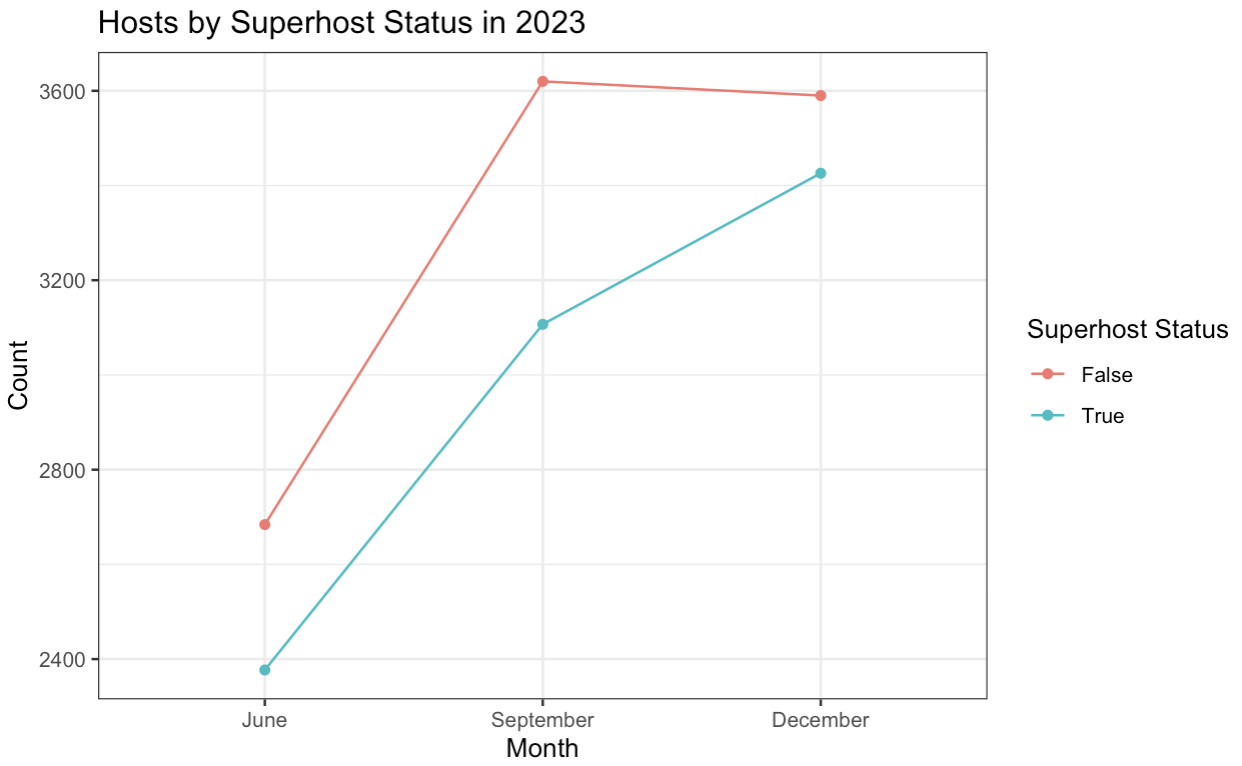 Hosts by Superhost Status in 2023
3600
3200
2800
2400
Count
June September December
Month
Superhost Status
False
True